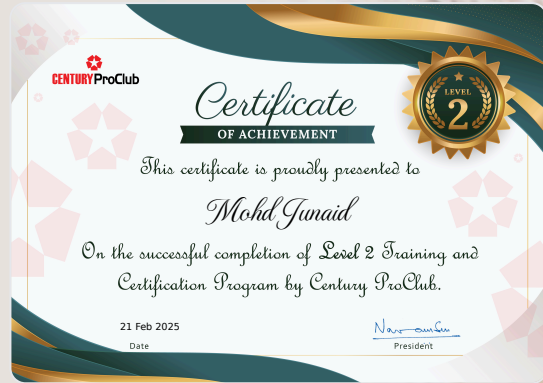 CENTURY ProClub
Certificate
OF ACHIEVEMENT
LEVEL
2
This certificate is proudly presented to
Mohd Junaid
On the successful completion of Level 2 Training and
Certification Program by Century ProClub.
21 Feb 2025
Date
President